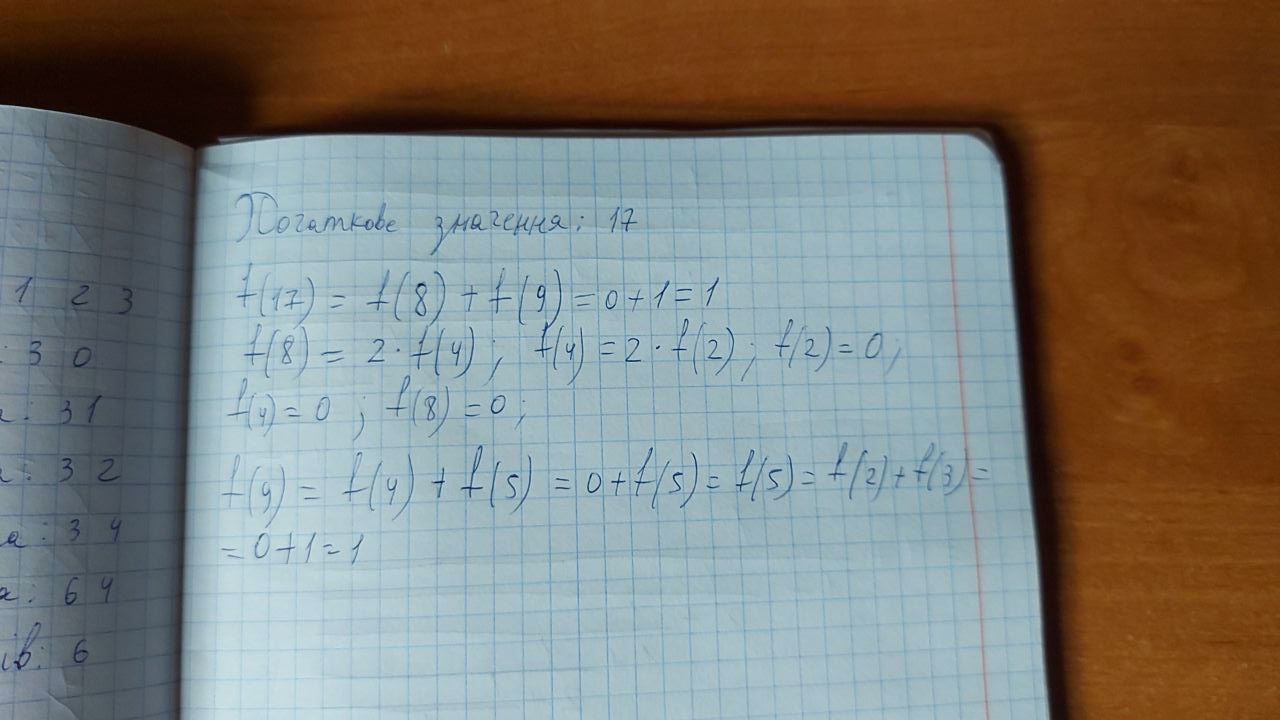 1 2 3
: 3 0
а: 3 1
а: 3 2
а: 3 4
а: 6 4
ів: 6
Початкове значення: 17
f(17) = f(8) + f(9) = 0 + 1 = 1
f(8) = 2 · f(4) ; f(4) = 2 · f(2) ; f(2) = 0 ;
f(4) = 0 ; f(8) = 0 ;
f(9) = f(4) + f(5) = 0 + f(5) = f(5) = f(2) + f(3) =
= 0 + 1 = 1